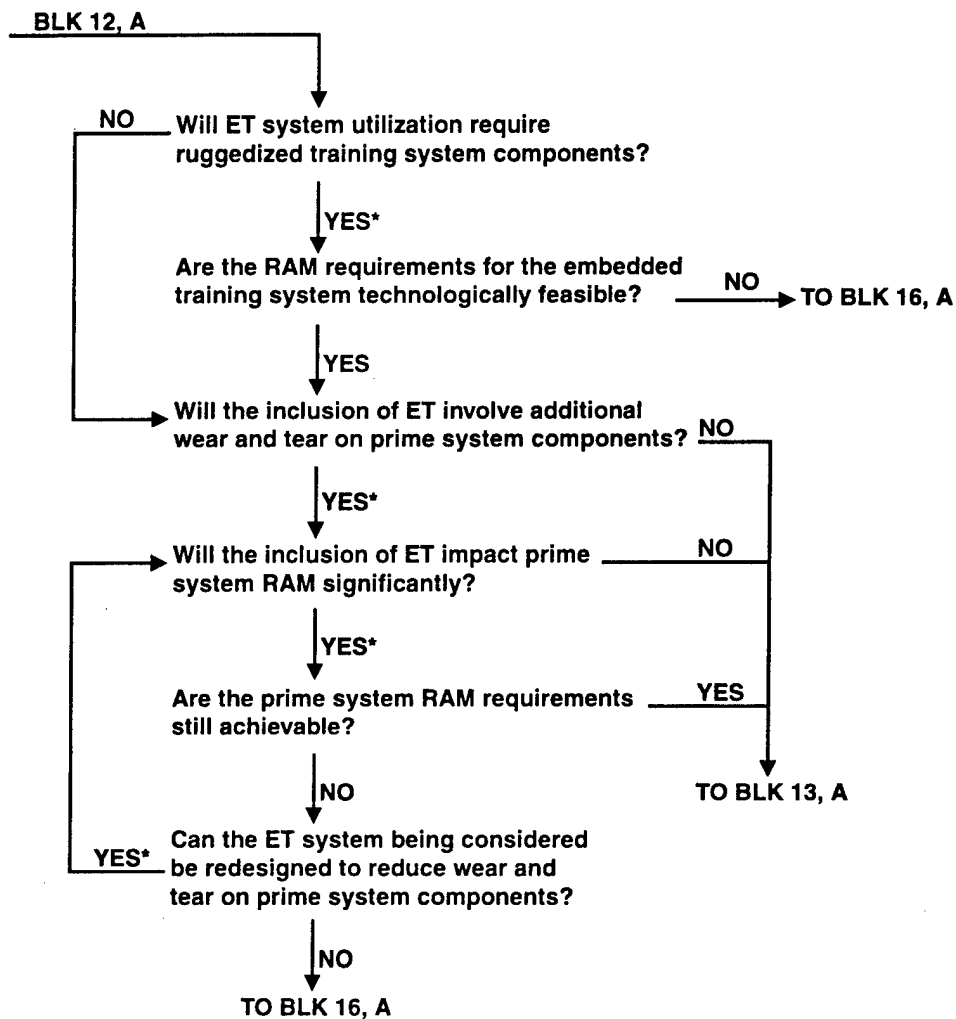 BLK 12, A
NO
Will ET system utilization require
ruggedized training system components?
YES*
Are the RAM requirements for the embedded
training system technologically feasible?
NO
TO BLK 16, A
YES
Will the inclusion of ET involve additional
wear and tear on prime system components?
NO
YES*
Will the inclusion of ET impact prime
system RAM significantly?
NO
YES*
Are the prime system RAM requirements
still achievable?
YES
NO
TO BLK 13, A
Can the ET system being considered
be redesigned to reduce wear and
tear on prime system components?
YES*
NO
TO BLK 16, A